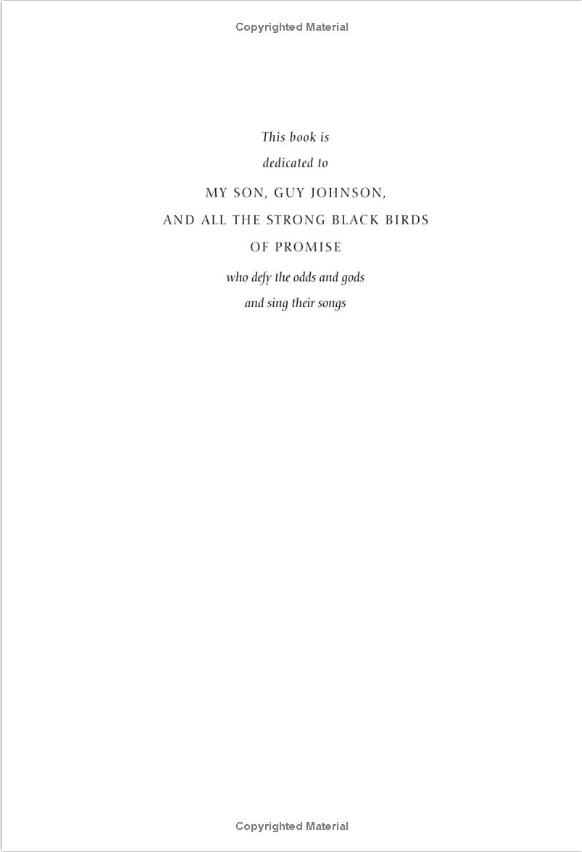 Copyrighted Material
This book is
dedicated to
MY SON, GUY JOHNSON,
AND ALL THE STRONG BLACK BIRDS
OF PROMISE
who defy the odds and gods
and sing their songs
Copyrighted Material